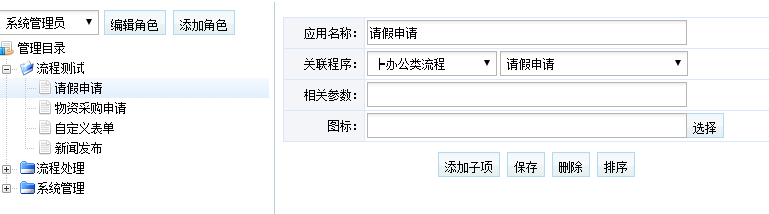 系统管理员 编辑角色 添加角色
管理目录
流程测试
请假申请
物资采购申请
自定义表单
新闻发布
流程处理
系统管理
应用名称： 请假申请
关联程序： ┣办公类流程 请假申请
相关参数：
图标： 选择
添加子项 保存 删除 排序